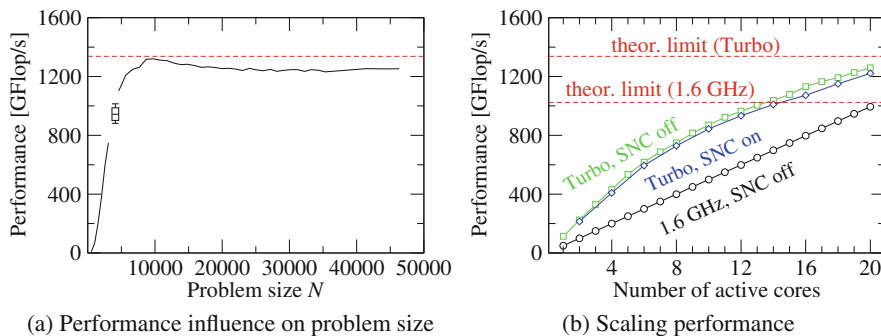 1600
1200
800
400
0
Performance [GFlop/s]
10000 20000 30000 40000 50000
Problem size N
(a) Performance influence on problem size
1600
1200
800
400
0
Performance [GFlop/s]
theor. limit (Turbo)
theor. limit (1.6 GHz)
Turbo, SNC off
Turbo, SNC on
1.6 GHz, SNC off
4 8 12 16 20
Number of active cores
(b) Scaling performance